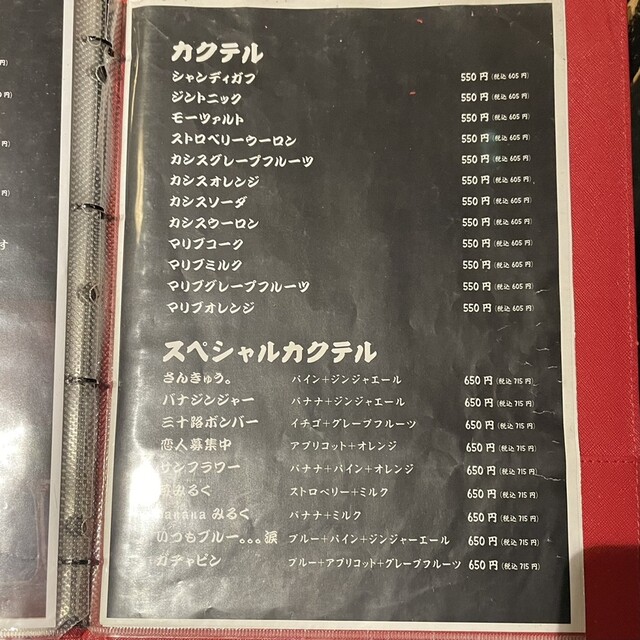 カクテル
シャンディガフ 550円(税込605円)
ジントニック 550円(税込605円)
モーツァルト 550円(税込605円)
ストロベリーウーロン 550円(税込605円)
カシスグレープフルーツ 550円(税込605円)
カシスオレンジ 550円(税込605円)
カシスソーダ 550円(税込605円)
カシスウーロン 550円(税込605円)
マリブコーク 550円(税込605円)
マリブミルク 550円(税込605円)
マリブグレープフルーツ 550円(税込605円)
マリブオレンジ 550円(税込605円)
スペシャルカクテル
さんきゅう。 パイン+ジンジャエール 650円(税込715円)
バナジンジャー バナナ+ジンジャエール 650円(税込715円)
三十路ボンバー イチゴ+グレープフルーツ 650円(税込715円)
恋人募集中 アプリコット+オレンジ 650円(税込715円)
サンフラワー バナナ+パイン+オレンジ 650円(税込715円)
みるく ストロベリー+ミルク 650円(税込715円)
banana みるく バナナ+ミルク 650円(税込715円)
いつもブルー。。。涙 ブルー+パイン+ジンジャーエール 650円(税込715円)
ガチャピン ブルー+アプリコット+グレープフルーツ 650円(税込715円)